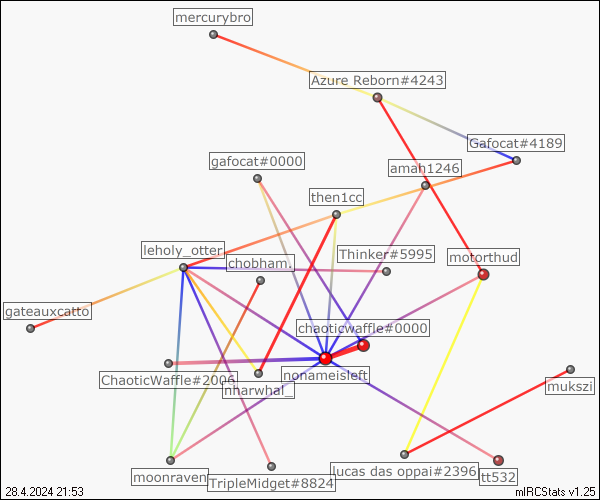 mercurybro
Azure Reborn#4243
Gafocat#4189
gafocat#0000
amah1246
then1cc
leholy_otter
chobham.
Thinker#5995
motorthud
gateauxcatto
chaoticwaffle#0000
ChaoticWaffle#2006
nonameisleft
nharwhal_
mukszi
moonraven
TripleMidget#8824
lucas das oppai#2396
tt532
28.4.2024 21:53
mIRCStats v1.25